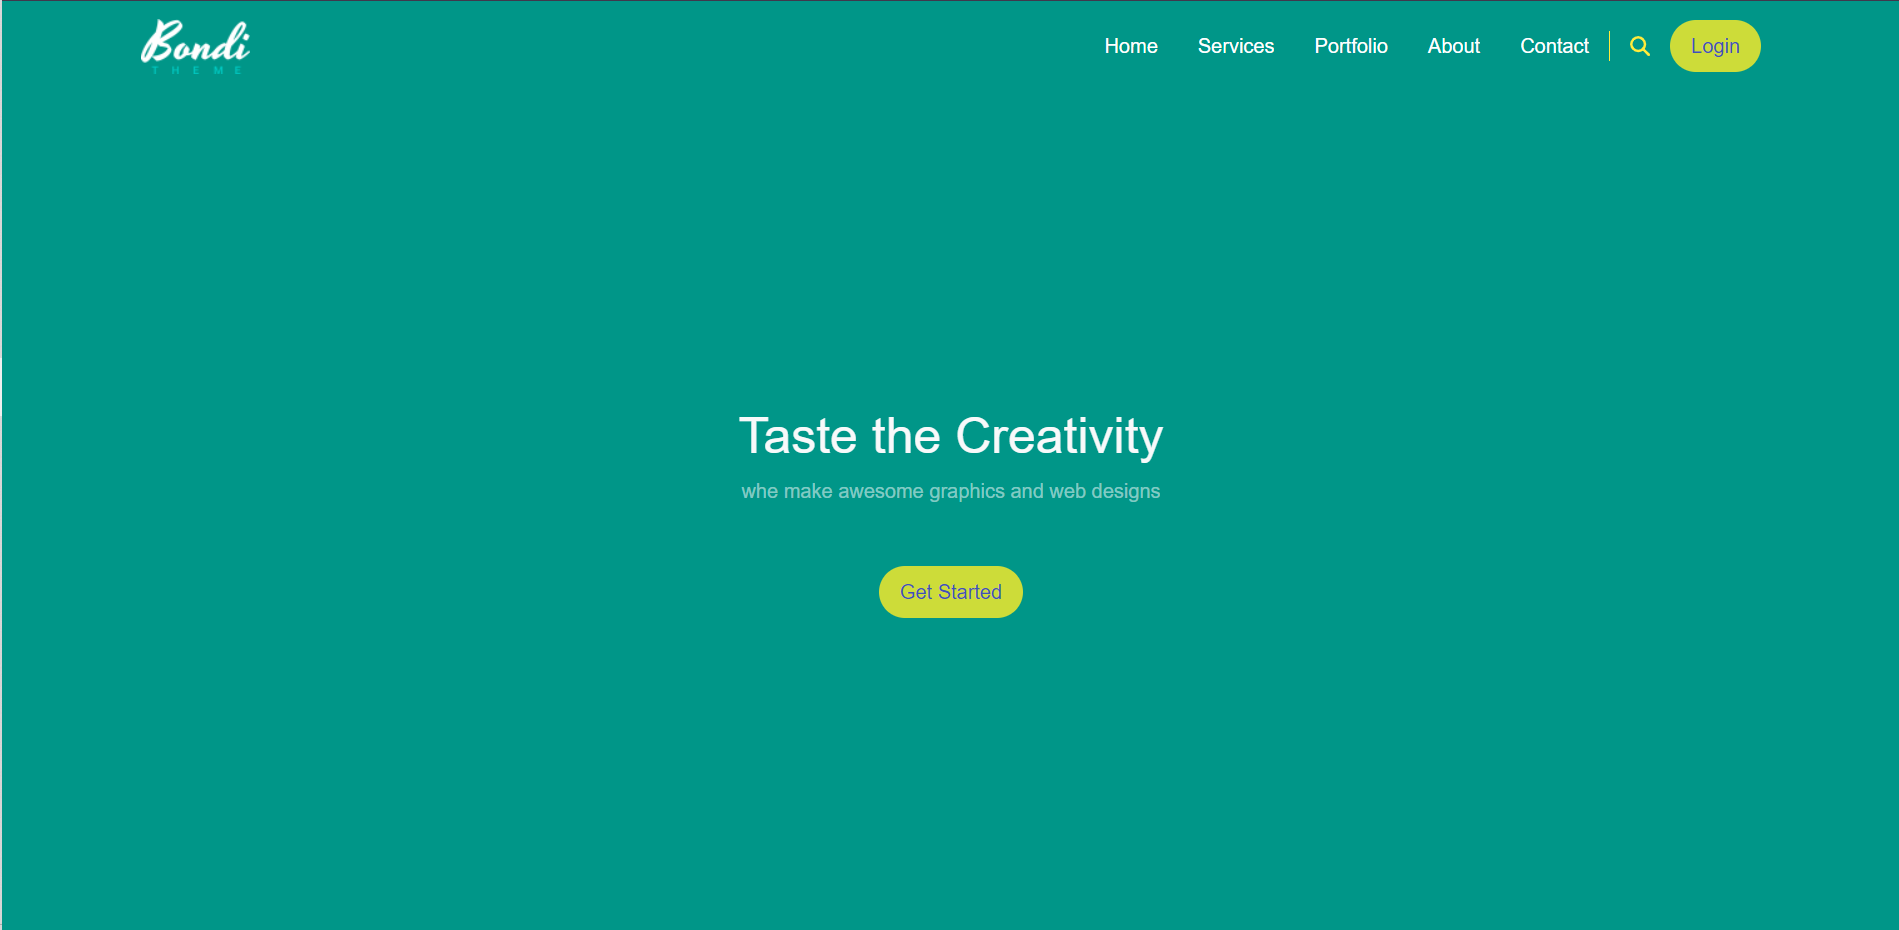 Bondi
THEME
Home Services Portfolio About Contact Login
Taste the Creativity
whe make awesome graphics and web designs
Get Started